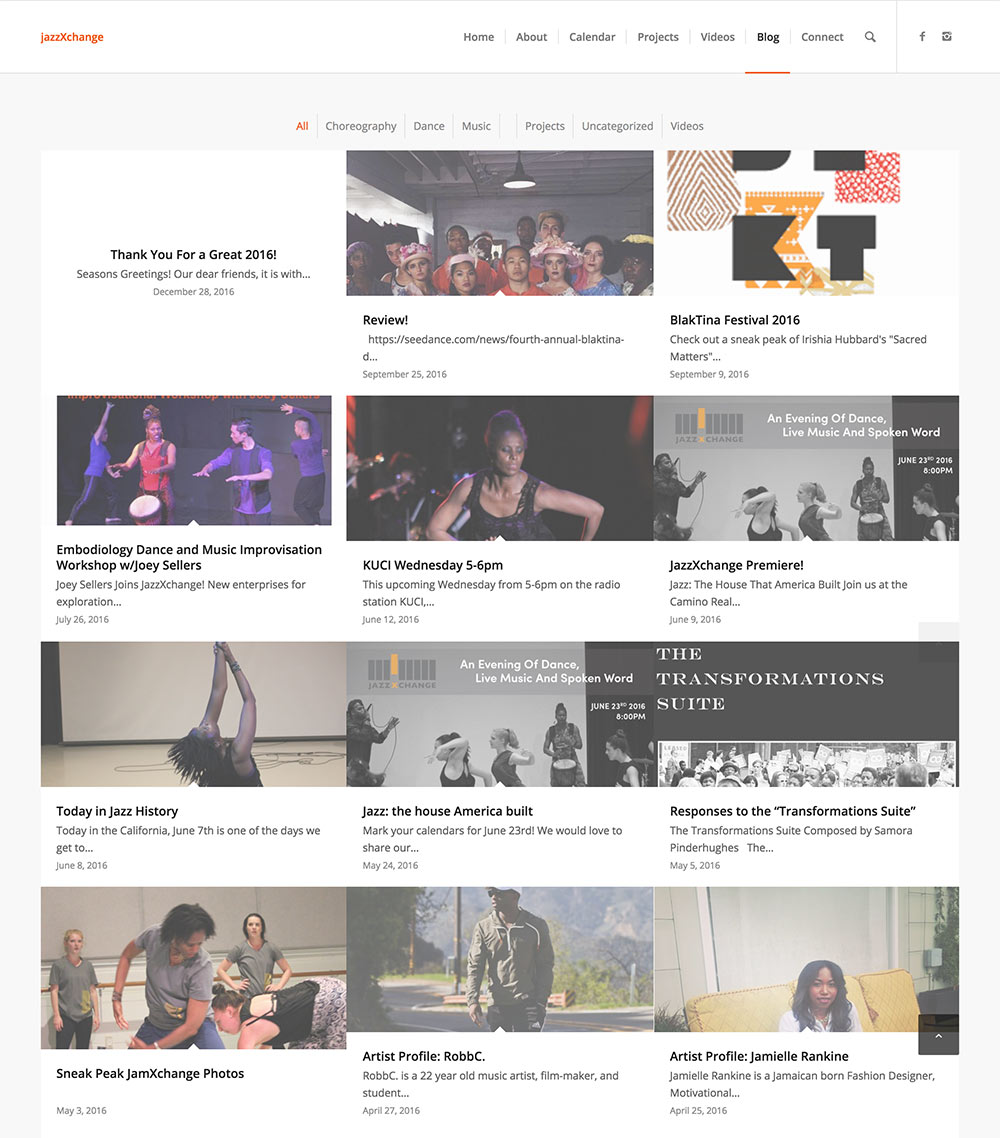 jazzXchange
Home
About
Calendar
Projects
Videos
Blog
Connect
All
Choreography
Dance
Music
Projects
Uncategorized
Videos
Thank You For a Great 2016!
Seasons Greetings! Our dear friends, it is with...
December 28, 2016
Review!
https://seedance.com/news/fourth-annual-blaktina-
d...
September 25, 2016
KT
BlakTina Festival 2016
Check out a sneak peak of Irishia Hubbard's "Sacred
Matters"...
September 9, 2016
Improvisational Workshop with Joey Sellers
Embodiology Dance and Music Improvisation
Workshop w/Joey Sellers
Joey Sellers Joins JazzXchange! New enterprises for
exploration...
July 26, 2016
KUCI Wednesday 5-6pm
This upcoming Wednesday from 5-6pm on the radio
station KUCI,...
June 12, 2016
JAZZXCHANGE
An Evening Of Dance,
Live Music And Spoken Word
JUNE 23RD 2016
8:00PM
JazzXchange Premiere!
Jazz: The House That America Built Join us at the
Camino Real...
June 9, 2016
Today in Jazz History
Today in the California, June 7th is one of the days we
get to...
June 8, 2016
JAZZXCHANGE
An Evening Of Dance,
Live Music And Spoken Word
JUNE 23RD 2016
8:00PM
Jazz: the house America built
Mark your calendars for June 23rd! We would love to
share our...
May 24, 2016
THE
TRANSFORMATIONS
SUITE
Responses to the “Transformations Suite”
The Transformations Suite Composed by Samora
Pinderhughes The...
May 5, 2016
Sneak Peak JamXchange Photos
May 3, 2016
Artist Profile: RobbC.
RobbC. is a 22 year old music artist, film-maker, and
student...
April 27, 2016
Artist Profile: Jamielle Rankine
Jamielle Rankine is a Jamaican born Fashion Designer,
Motivational...
April 25, 2016